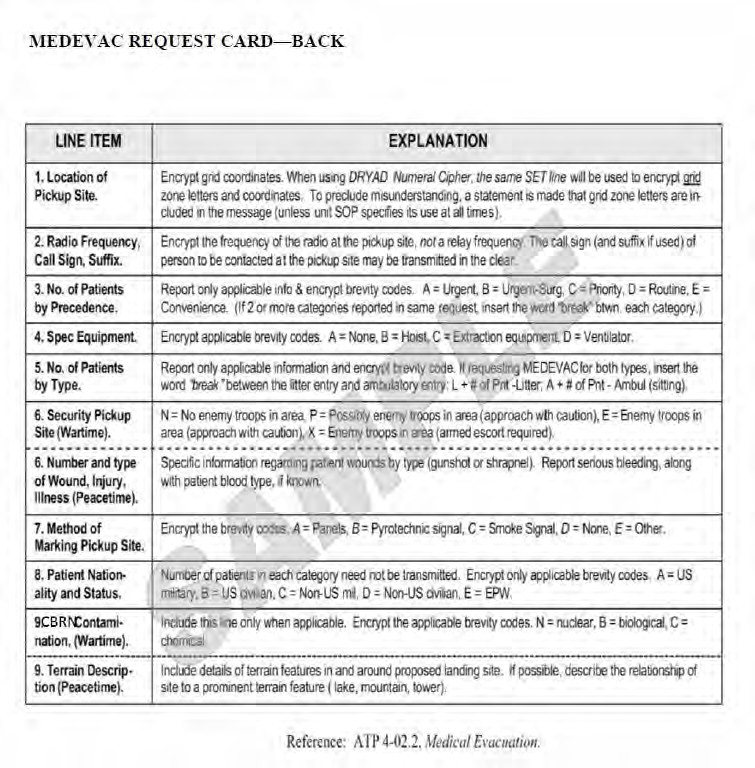 MEDEVAC REQUEST CARD—BACK
LINE ITEM
EXPLANATION
1. Location of
Pickup Site.
Encrypt grid coordinates. When using DRYAD Numeral Cipher, the same SET line will be used to encrypt grid
zone letters and coordinates. To preclude misunderstanding, a statement is made that grid zone letters are in-
cluded in the message (unless unit SOP specifies its use at all times).
2. Radio Frequency,
Call Sign, Suffix.
Encrypt the frequency of the radio at the pickup site, not a relay frequency. The call sign (and suffix if used) of
person to be contacted at the pickup site may be transmitted in the clear.
3. No. of Patients
by Precedence.
Report only applicable info & encrypt brevity codes. A = Urgent, B = Urgent-Surg, C = Priority, D = Routine, E =
Convenience. (If 2 or more categories reported in same request, insert the word "break" btwn. each category.)
4. Spec Equipment.
Encrypt applicable brevity codes. A = None, B = Hoist, C = Extraction equipment, D = Ventilator.
5. No. of Patients
by Type.
Report only applicable information and encrypt brevity code. If requesting MEDEVAC for both types, insert the
word "break" between the litter entry and ambulatory entry: L + # of Pnt -Litter; A + # of Pnt - Ambul (sitting).
6. Security Pickup
Site (Wartime).
N = No enemy troops in area, P = Possibly enemy troops in area (approach with caution), E = Enemy troops in
area (approach with caution), X = Enemy troops in area (armed escort required).
6. Number and type
of Wound, Injury,
Illness (Peacetime).
Specific information regarding patient wounds by type (gunshot or shrapnel). Report serious bleeding, along
with patient blood type, if known.
7. Method of
Marking Pickup Site.
Encrypt the brevity codes. A = Panels, B = Pyrotechnic signal, C = Smoke Signal, D = None, E = Other.
8. Patient Nation-
ality and Status.
Number of patients in each category need not be transmitted. Encrypt only applicable brevity codes. A = US
military, B = US civilian, C = Non-US mil, D = Non-US civilian, E = EPW.
9CBRNContami-
nation, (Wartime).
Include this line only when applicable. Encrypt the applicable brevity codes. N = nuclear, B = biological, C =
chemical.
9. Terrain Descrip-
tion (Peacetime).
Include details of terrain features in and around proposed landing site. If possible, describe the relationship of
site to a prominent terrain feature ( lake, mountain, tower).
SAMPLE
Reference: ATP 4-02.2, Medical Evacuation.